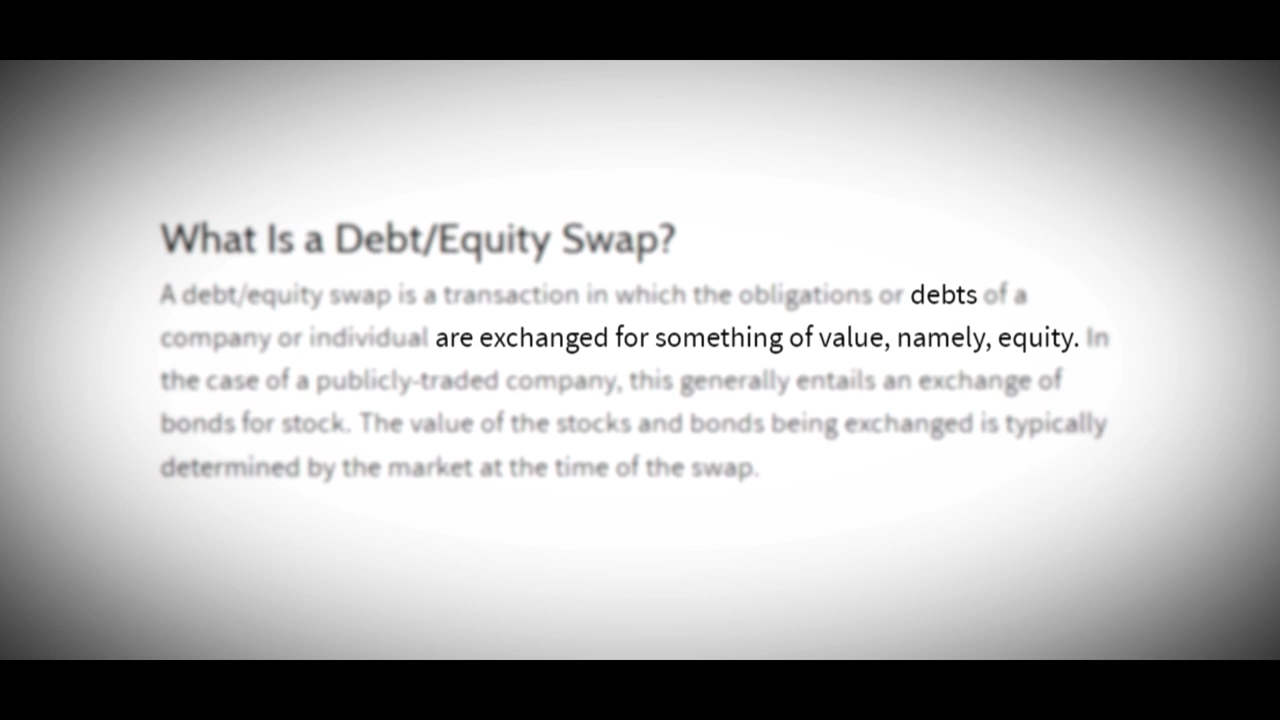 What Is a Debt/Equity Swap?
A debt/equity swap is a transaction in which the obligations or debts of a
company or individual are exchanged for something of value, namely, equity. In
the case of a publicly-traded company, this generally entails an exchange of
bonds for stock. The value of the stocks and bonds being exchanged is typically
determined by the market at the time of the swap.